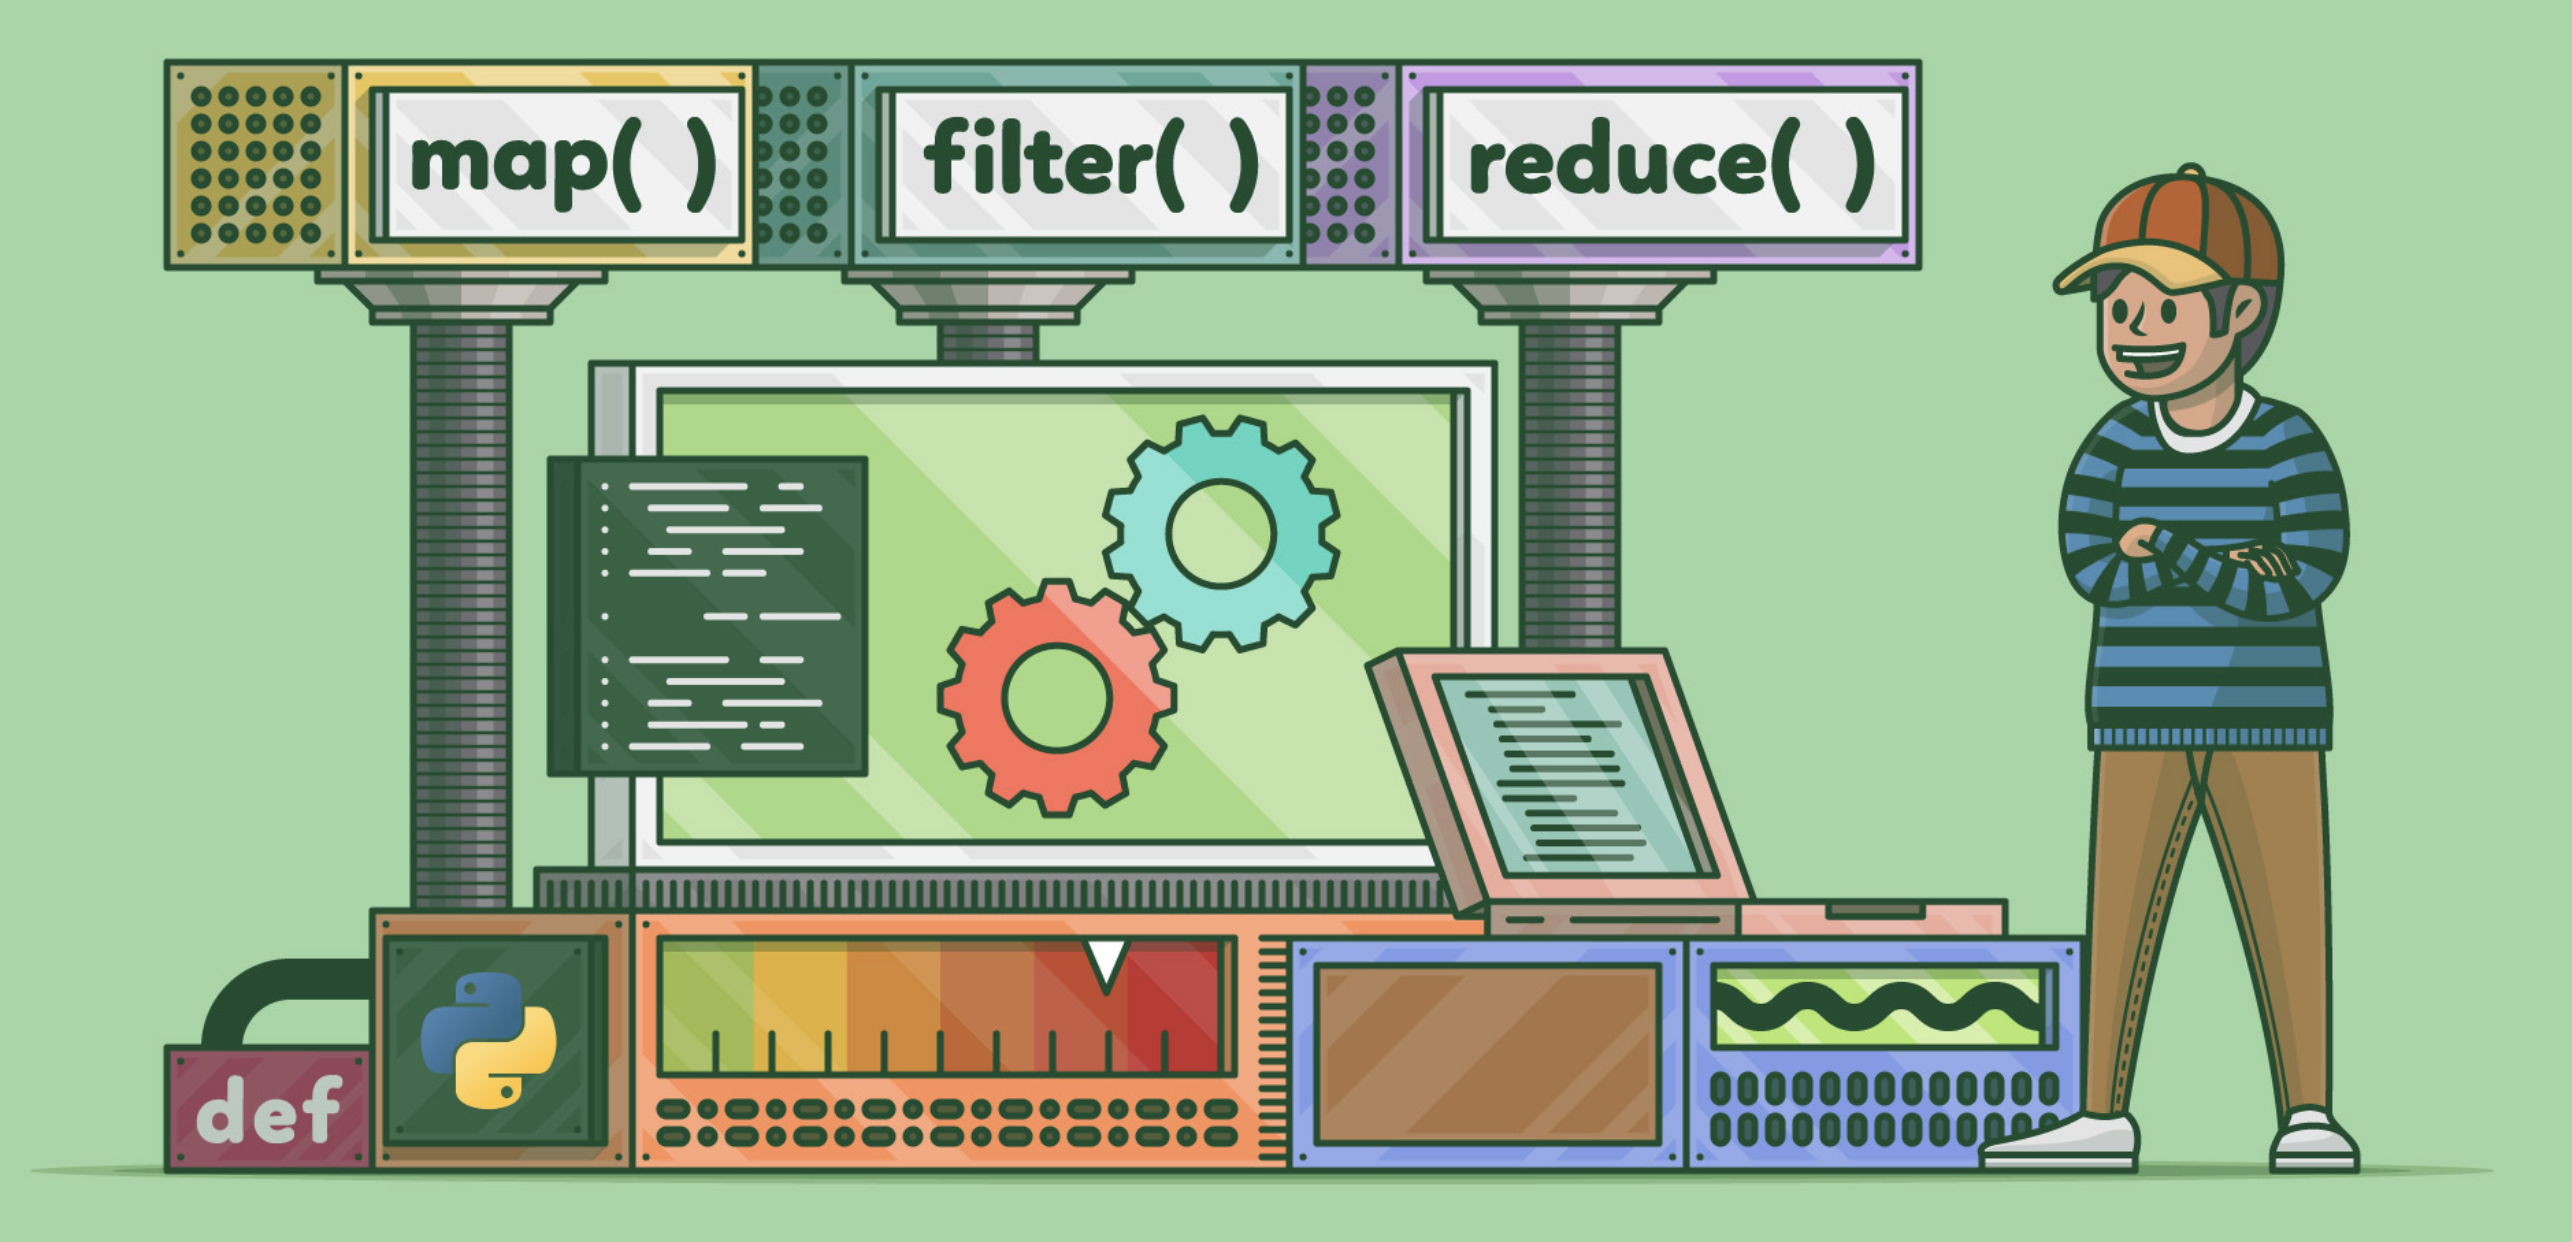 map( )
filter( )
reduce( )
def